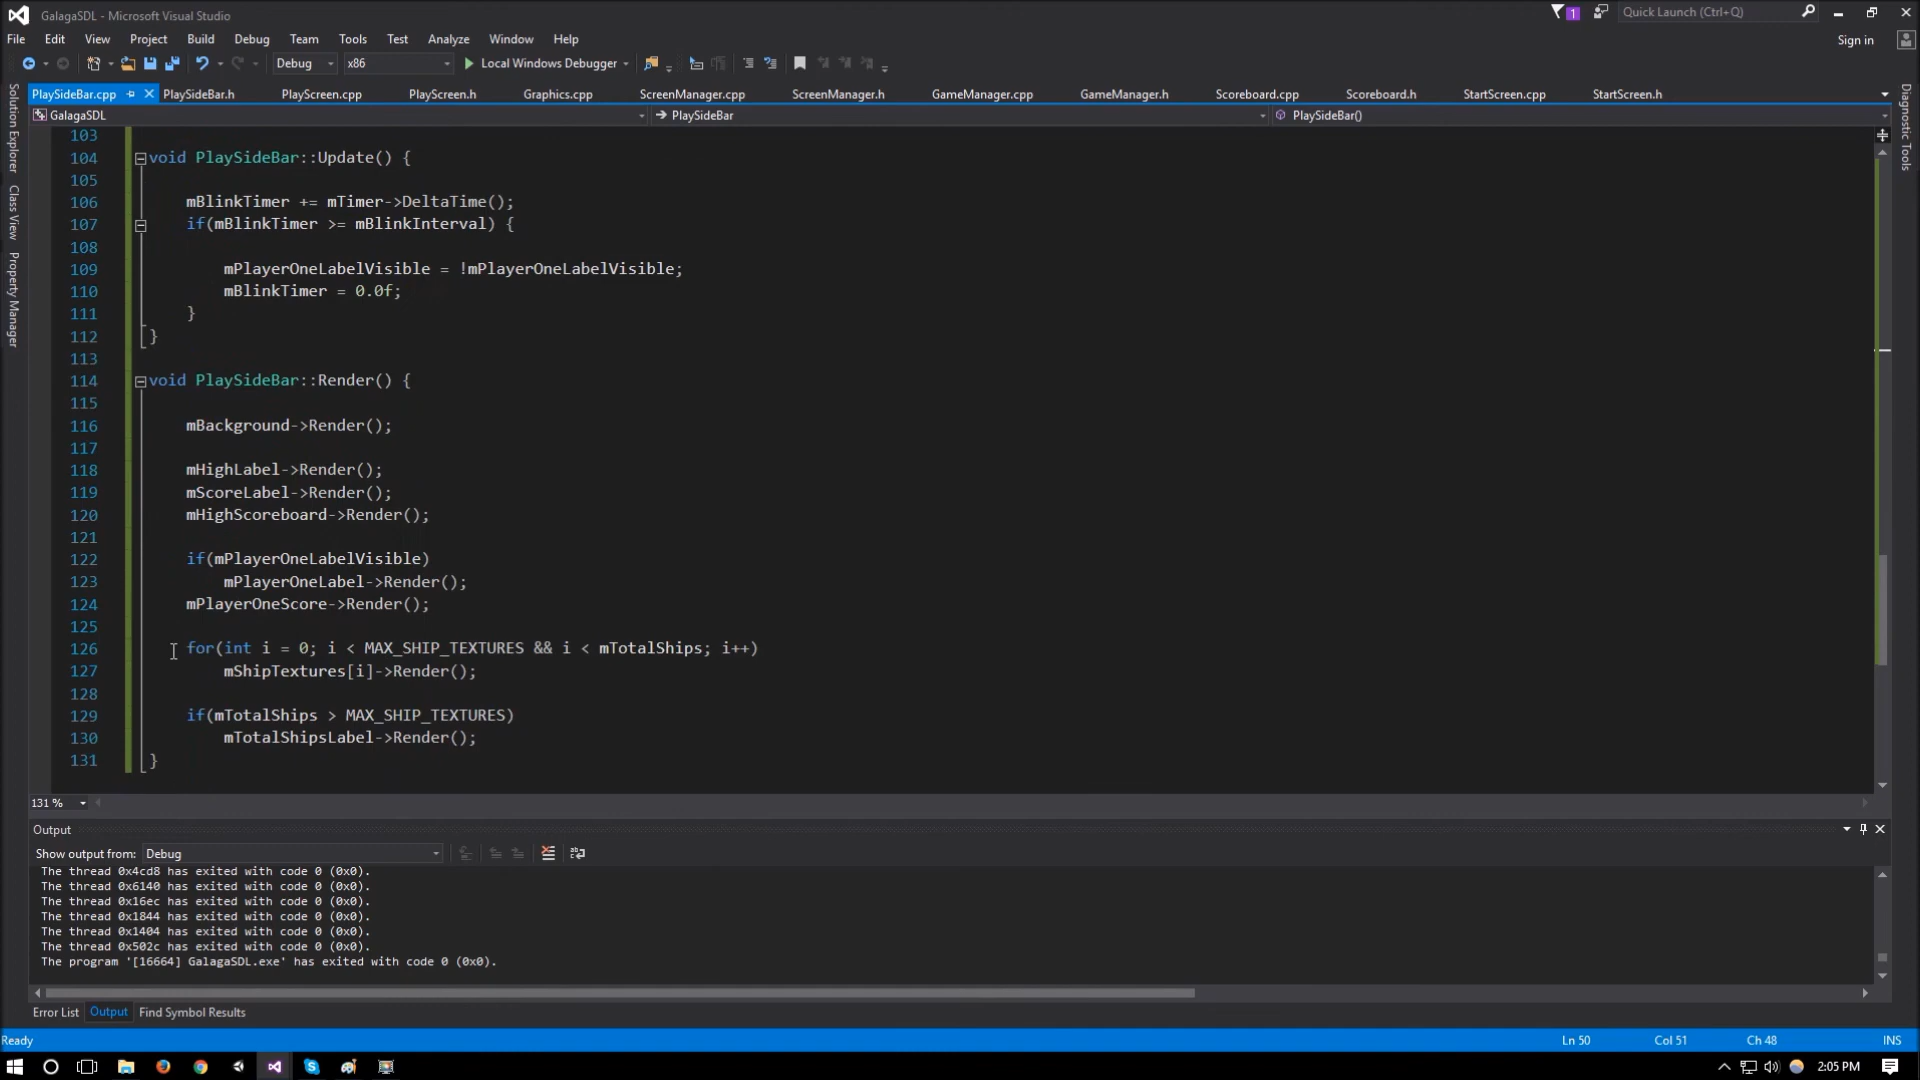 GalagaSDL - Microsoft Visual Studio
1
Quick Launch (Ctrl+Q)
File Edit View Project Build Debug Team Tools Test Analyze Window Help
Sign in
Debug x86 Local Windows Debugger
PlaySideBar.cpp PlaySideBar.h PlayScreen.cpp PlayScreen.h Graphics.cpp ScreenManager.cpp ScreenManager.h GameManager.cpp GameManager.h Scoreboard.cpp Scoreboard.h StartScreen.cpp StartScreen.h
GalagaSDL PlaySideBar PlaySideBar()
Solution Explorer
Class View
Property Manager
Diagnostic Tools
103
104 void PlaySideBar::Update() {
105
106 mBlinkTimer += mTimer->DeltaTime();
107 if(mBlinkTimer >= mBlinkInterval) {
108
109 mPlayerOneLabelVisible = !mPlayerOneLabelVisible;
110 mBlinkTimer = 0.0f;
111 }
112 }
113
114 void PlaySideBar::Render() {
115
116 mBackground->Render();
117
118 mHighLabel->Render();
119 mScoreLabel->Render();
120 mHighScoreboard->Render();
121
122 if(mPlayerOneLabelVisible)
123 mPlayerOneLabel->Render();
124 mPlayerOneScore->Render();
125
126 for(int i = 0; i < MAX_SHIP_TEXTURES && i < mTotalShips; i++)
127 mShipTextures[i]->Render();
128
129 if(mTotalShips > MAX_SHIP_TEXTURES)
130 mTotalShipsLabel->Render();
131 }
131 %
Output
Show output from: Debug
The thread 0x4cd8 has exited with code 0 (0x0).
The thread 0x6140 has exited with code 0 (0x0).
The thread 0x16ec has exited with code 0 (0x0).
The thread 0x1844 has exited with code 0 (0x0).
The thread 0x1404 has exited with code 0 (0x0).
The thread 0x502c has exited with code 0 (0x0).
The program '[16664] GalagaSDL.exe' has exited with code 0 (0x0).
Error List Output Find Symbol Results
Ready Ln 50 Col 51 Ch 48 INS
2:05 PM